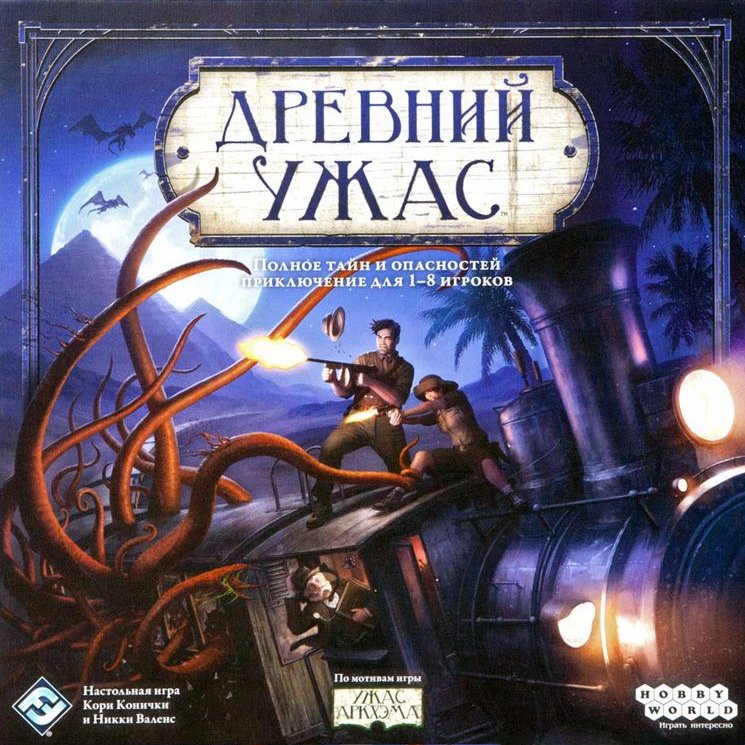 ДРЕВНИЙ
УЖАС
ПОЛНОЕ ТАЙН И ОПАСНОСТЕЙ
ПРИКЛЮЧЕНИЕ ДЛЯ 1–8 ИГРОКОВ
Настольная игра
Кори Конички
и Никки Валенс
По мотивам игры
УЖАС
АРКХЭМА
HOBBY
WORLD
Играть интересно